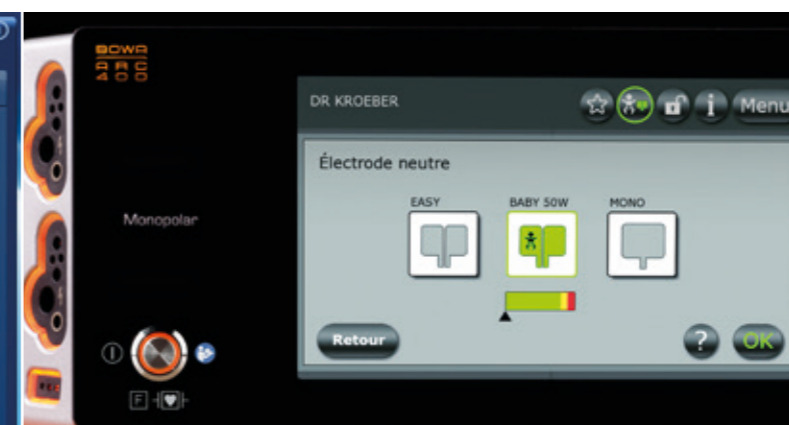 BOWA
ARC
400
DR KROEBER
Menu
Électrode neutre
EASY
BABY 50W
MONO
Monopolar
Retour
?
OK
F